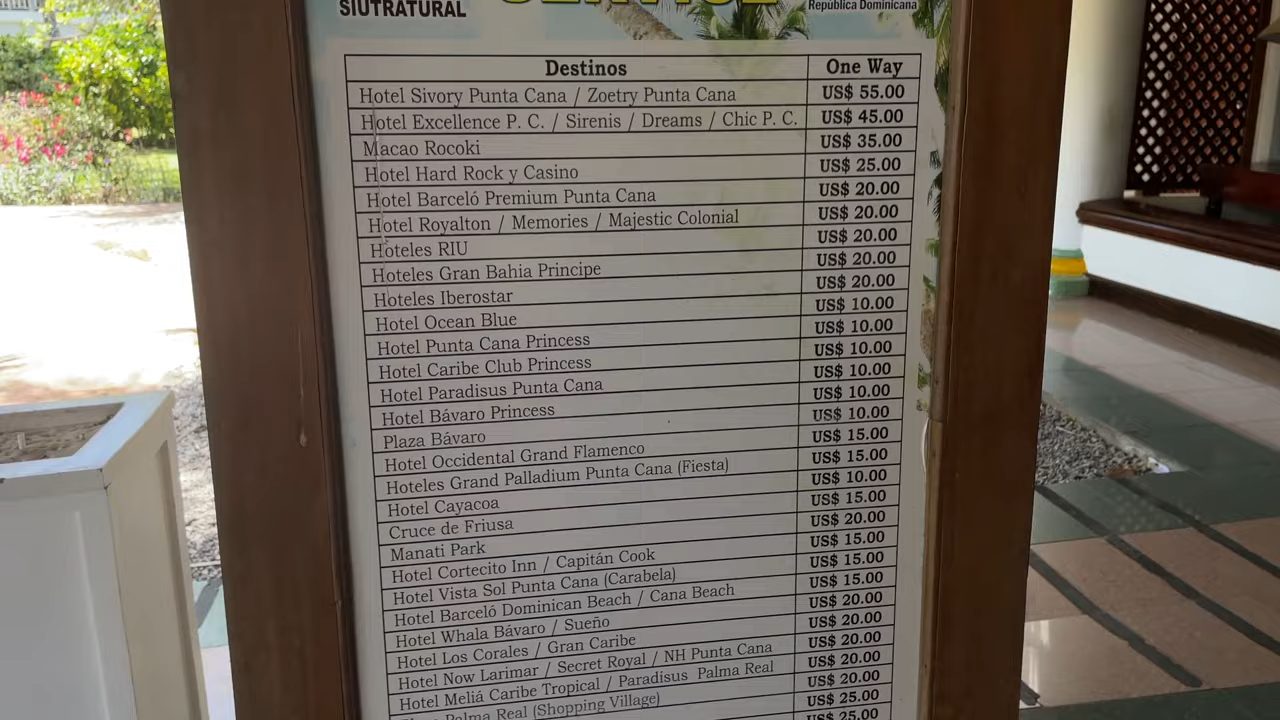 SIUTRATURAL
República Dominicana
Destinos One Way
Hotel Sivory Punta Cana / Zoetry Punta Cana US$ 55.00
Hotel Excellence P. C. / Sirenis / Dreams / Chic P. C. US$ 45.00
Macao Rocoki US$ 35.00
Hotel Hard Rock y Casino US$ 25.00
Hotel Barceló Premium Punta Cana US$ 20.00
Hotel Royalton / Memories / Majestic Colonial US$ 20.00
Hoteles RIU US$ 20.00
Hoteles Gran Bahia Principe US$ 20.00
Hoteles Iberostar US$ 20.00
Hotel Ocean Blue US$ 10.00
Hotel Punta Cana Princess US$ 10.00
Hotel Caribe Club Princess US$ 10.00
Hotel Paradisus Punta Cana US$ 10.00
Hotel Bávaro Princess US$ 10.00
Plaza Bávaro US$ 10.00
Hotel Occidental Grand Flamenco US$ 15.00
Hoteles Grand Palladium Punta Cana (Fiesta) US$ 15.00
Hotel Cayacoa US$ 10.00
Cruce de Friusa US$ 15.00
Manati Park US$ 20.00
Hotel Cortecito Inn / Capitán Cook US$ 15.00
Hotel Vista Sol Punta Cana (Carabela) US$ 15.00
Hotel Barceló Dominican Beach / Cana Beach US$ 15.00
Hotel Whala Bávaro / Sueño US$ 20.00
Hotel Los Corales / Gran Caribe US$ 20.00
Hotel Now Larimar / Secret Royal / NH Punta Cana US$ 20.00
Hotel Meliá Caribe Tropical / Paradisus Palma Real US$ 20.00
Palma Real (Shopping Village) US$ 20.00
US$ 25.00
US$ 25.00